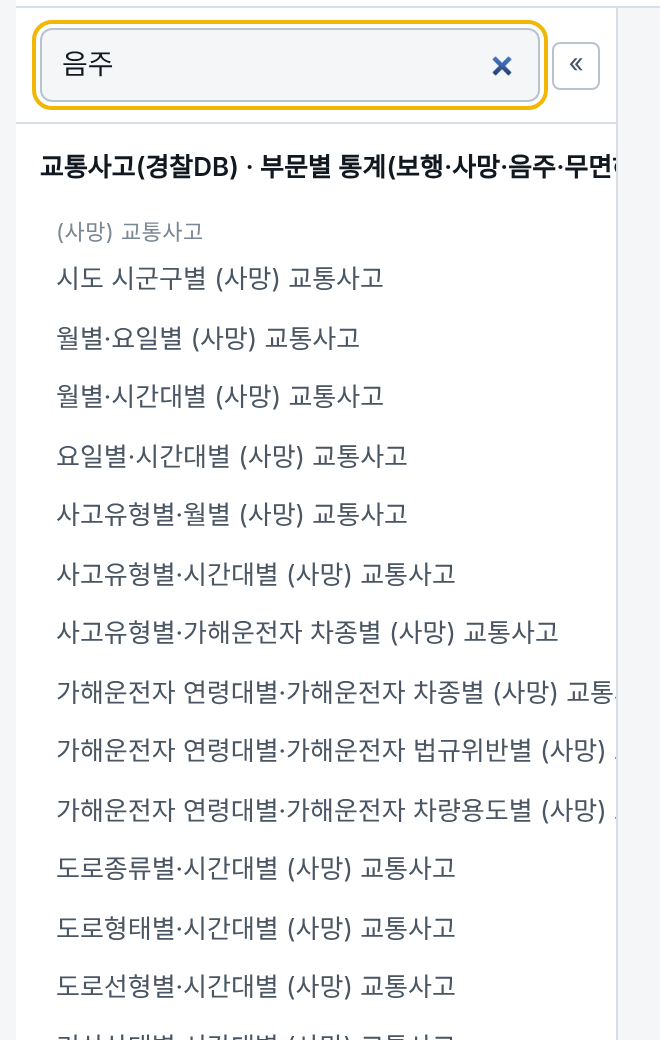 음주
«
교통사고(경찰DB) · 부문별 통계(보행·사망·음주·무면
(사망) 교통사고
시도 시군구별 (사망) 교통사고
월별·요일별 (사망) 교통사고
월별·시간대별 (사망) 교통사고
요일별·시간대별 (사망) 교통사고
사고유형별·월별 (사망) 교통사고
사고유형별·시간대별 (사망) 교통사고
사고유형별·가해운전자 차종별 (사망) 교통사고
가해운전자 연령대별·가해운전자 차종별 (사망) 교통
가해운전자 연령대별·가해운전자 법규위반별 (사망)
가해운전자 연령대별·가해운전자 차량용도별 (사망)
도로종류별·시간대별 (사망) 교통사고
도로형태별·시간대별 (사망) 교통사고
도로선형별·시간대별 (사망) 교통사고